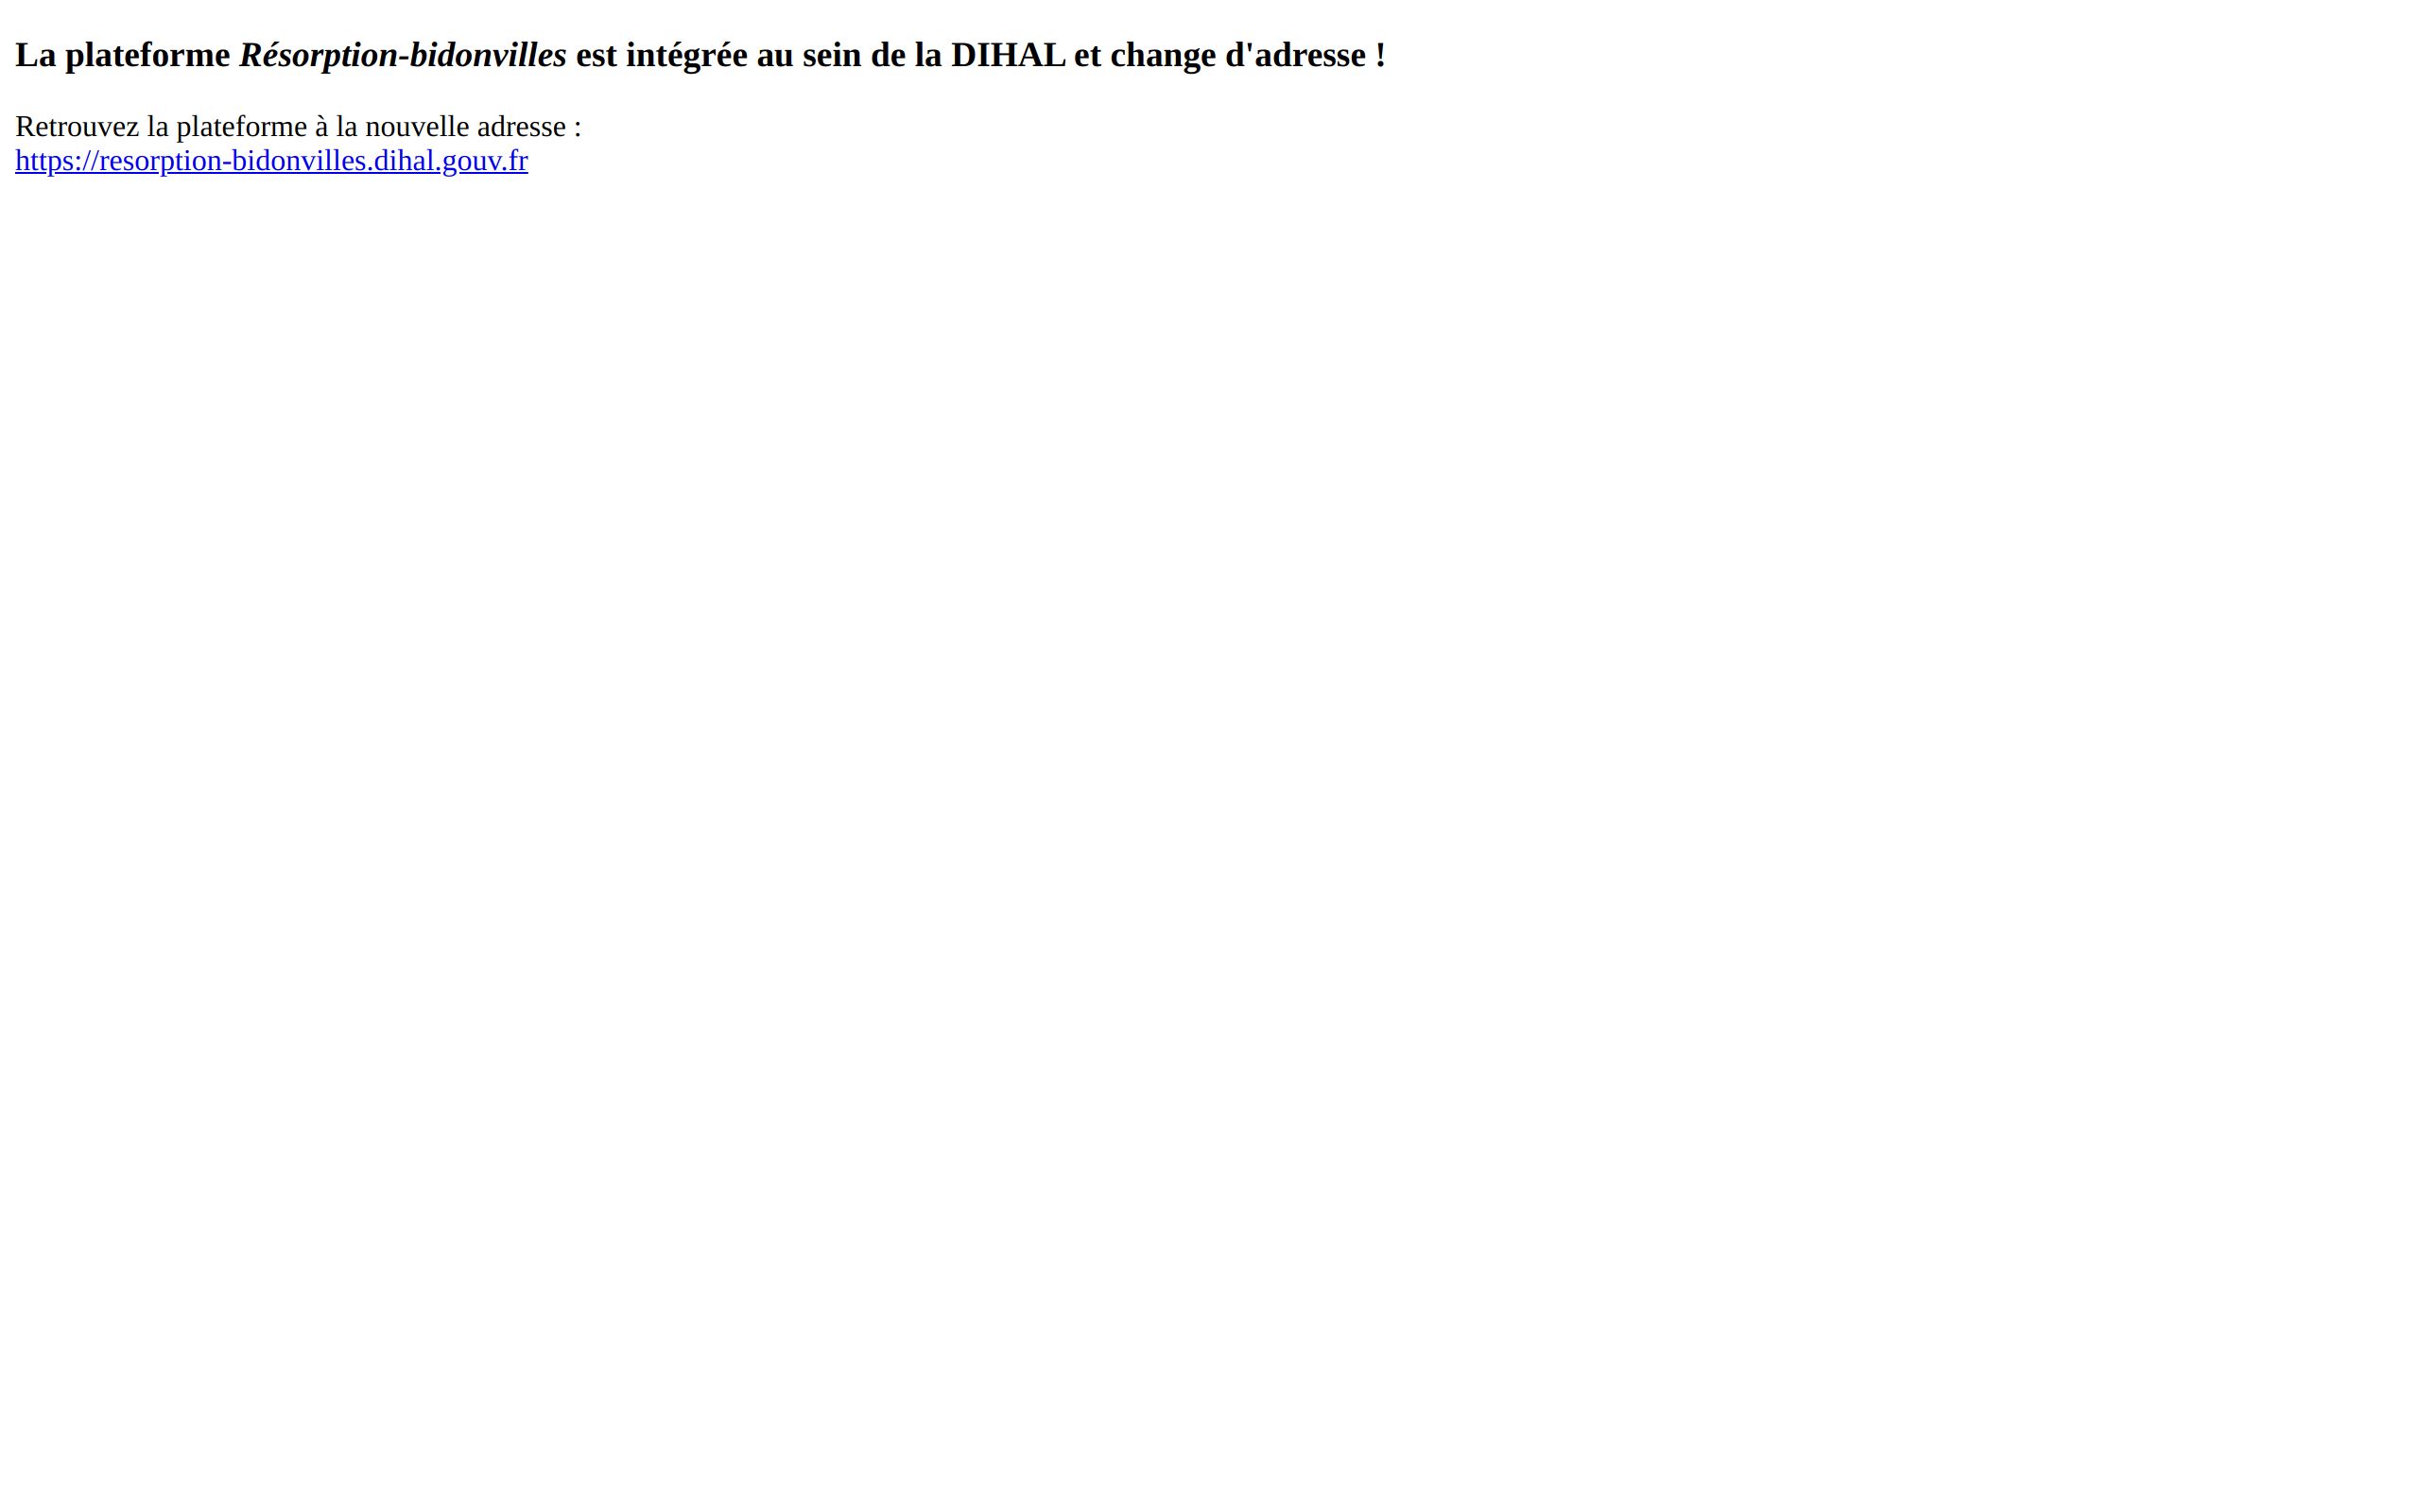 La plateforme Résorption-bidonvilles est intégrée au sein de la DIHAL et change d'adresse !
Retrouvez la plateforme à la nouvelle adresse :
https://resorption-bidonvilles.dihal.gouv.fr